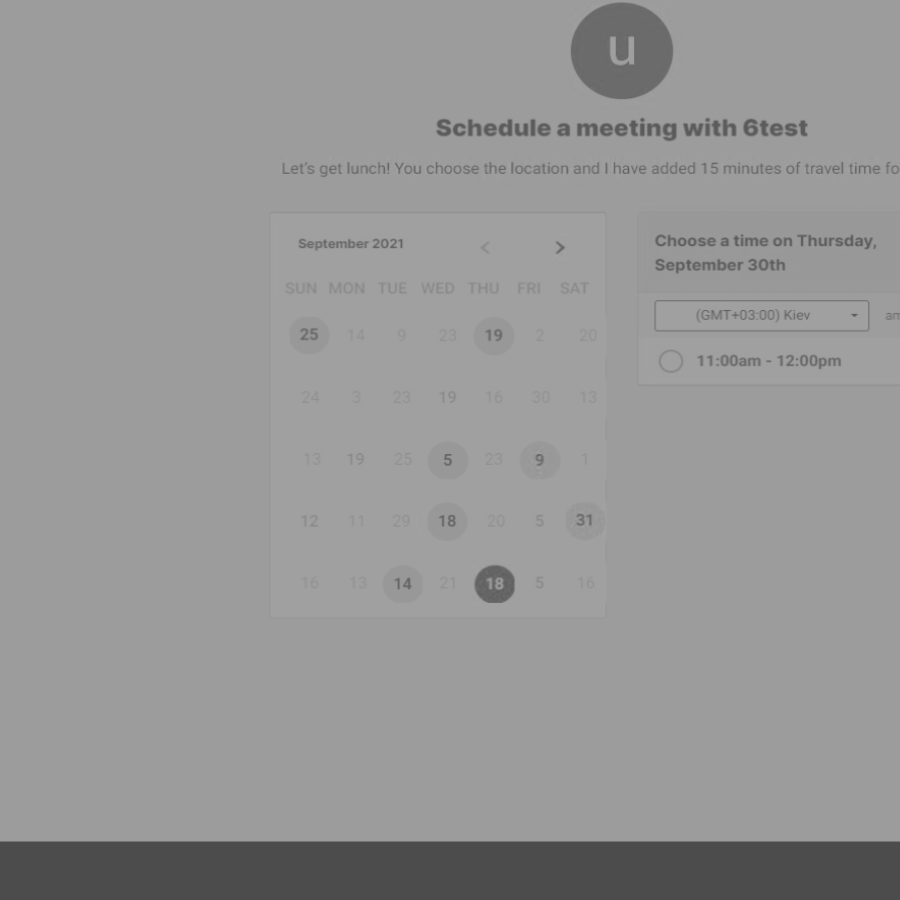 u
Schedule a meeting with 6test
Let's get lunch! You choose the location and I have added 15 minutes of travel time
September 2021
SUN MON TUE WED THU FRI SAT
25 14 9 23 19 2 20
24 3 23 19 16 30 13
13 19 25 5 23 9 1
12 11 29 18 20 5 31
16 13 14 21 18 5 16
Choose a time on Thursday,
September 30th
(GMT+03:00) Kiev
11:00am - 12:00pm